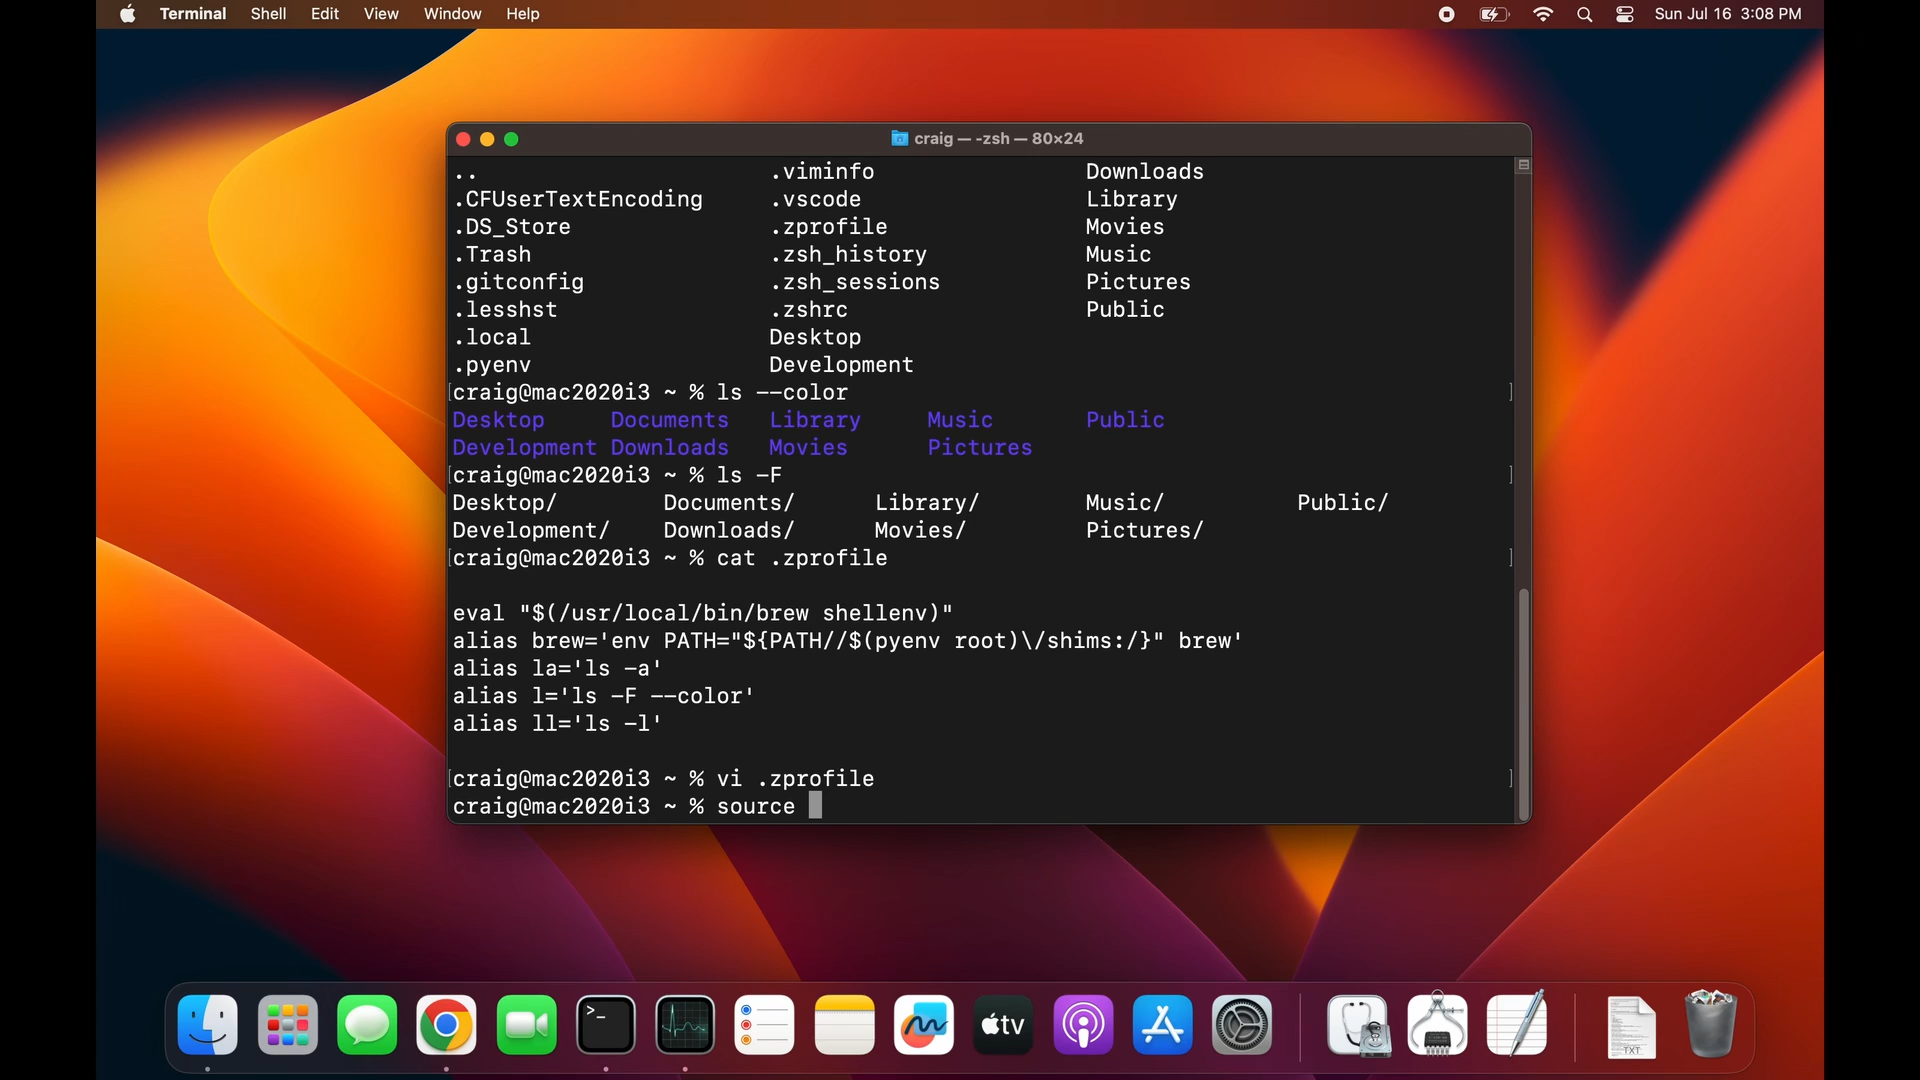 Terminal Shell Edit View Window Help Sun Jul 16 3:08 PM
craig — -zsh — 80×24
.. .viminfo Downloads
.CFUserTextEncoding .vscode Library
.DS_Store .zprofile Movies
.Trash .zsh_history Music
.gitconfig .zsh_sessions Pictures
.lesshst .zshrc Public
.local Desktop
.pyenv Development
[craig@mac2020i3 ~ % ls --color ]
Desktop Documents Library Music Public
Development Downloads Movies Pictures
[craig@mac2020i3 ~ % ls -F ]
Desktop/ Documents/ Library/ Music/ Public/
Development/ Downloads/ Movies/ Pictures/
[craig@mac2020i3 ~ % cat .zprofile ]
eval "$(/usr/local/bin/brew shellenv)"
alias brew='env PATH="${PATH//$(pyenv root)\/shims:/}" brew'
alias la='ls -a'
alias l='ls -F --color'
alias ll='ls -l'
[craig@mac2020i3 ~ % vi .zprofile ]
craig@mac2020i3 ~ % source
>_
tv
TXT